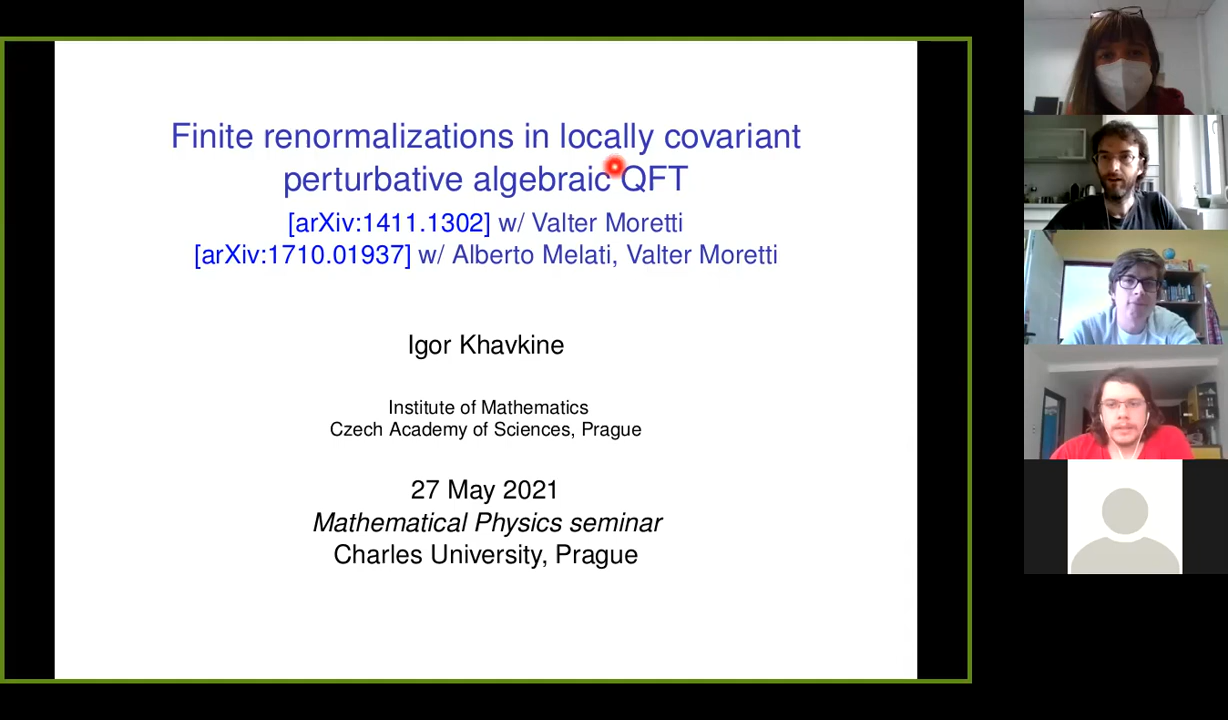 Finite renormalizations in locally covariant
perturbative algebraic QFT
[arXiv:1411.1302] w/ Valter Moretti
[arXiv:1710.01937] w/ Alberto Melati, Valter Moretti
Igor Khavkine
Institute of Mathematics
Czech Academy of Sciences, Prague
27 May 2021
Mathematical Physics seminar
Charles University, Prague